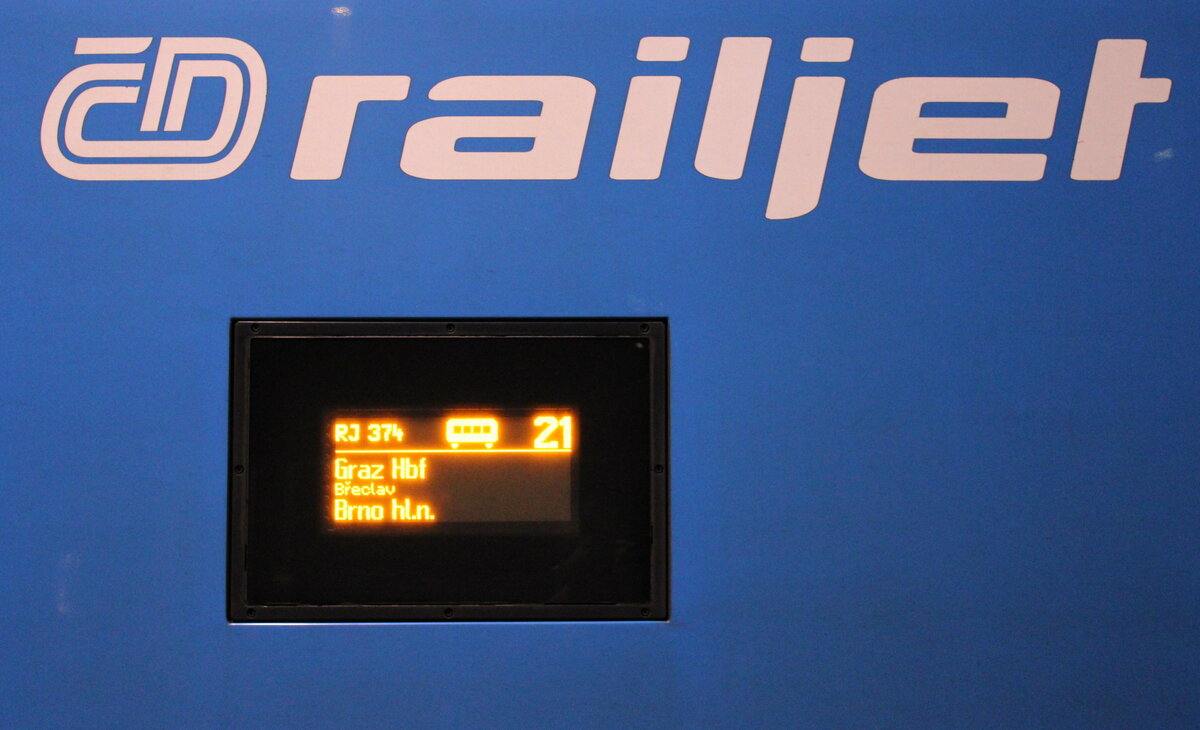 ČD railjet
RJ 374 21
Graz Hbf
Břeclav
Brno hl.n.